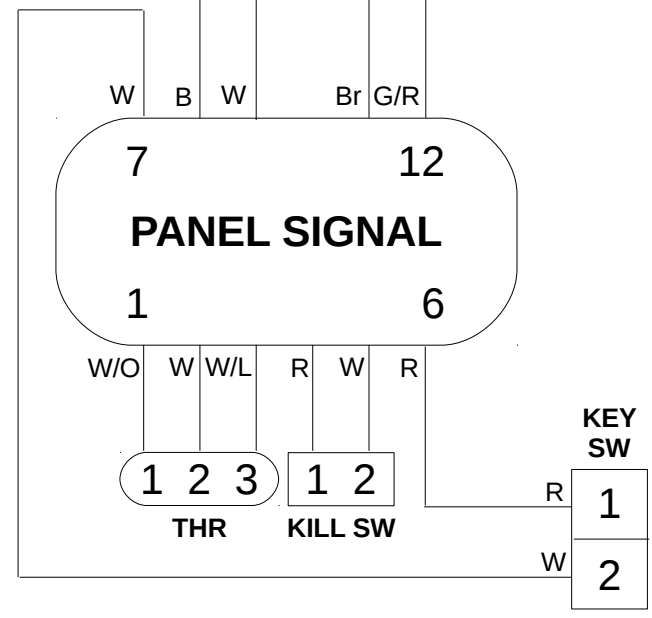 W B W Br G/R
7 12
PANEL SIGNAL
1 6
W/O W W/L R W R
KEY
SW
1 2 3 1 2
R 1
THR KILL SW
W 2